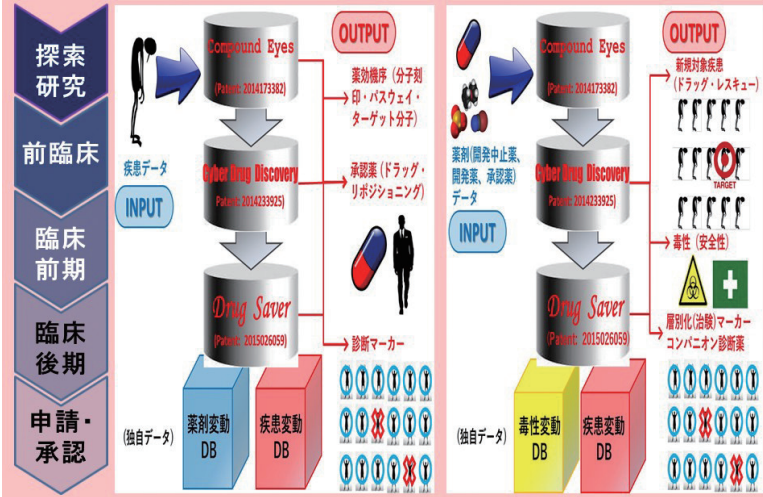 探索
研究
前臨床
臨床
前期
臨床
後期
申請・
承認
疾患データ
INPUT
Compound Eyes
(Patent: 2014173382)
Cyber Drug Discovery
(Patent: 2014233925)
Drug Saver
(Patent: 2015026059)
OUTPUT
薬効機序（分子刻
印・パスウェイ・
ターゲット分子）
承認薬（ドラッグ・
リポジショニング）
診断マーカー
(独自データ)
薬剤変動
DB
疾患変動
DB
薬剤(開発中止薬、
開発薬、承認薬)
データ
INPUT
Compound Eyes
(Patent: 2014173382)
Cyber Drug Discovery
(Patent: 2014233925)
Drug Saver
(Patent: 2015026059)
OUTPUT
新規対象疾患
（ドラッグ・レスキュー）
TARGET
毒性（安全性）
層別化(治験)マーカー
コンパニオン診断薬
(独自データ)
毒性変動
DB
疾患変動
DB